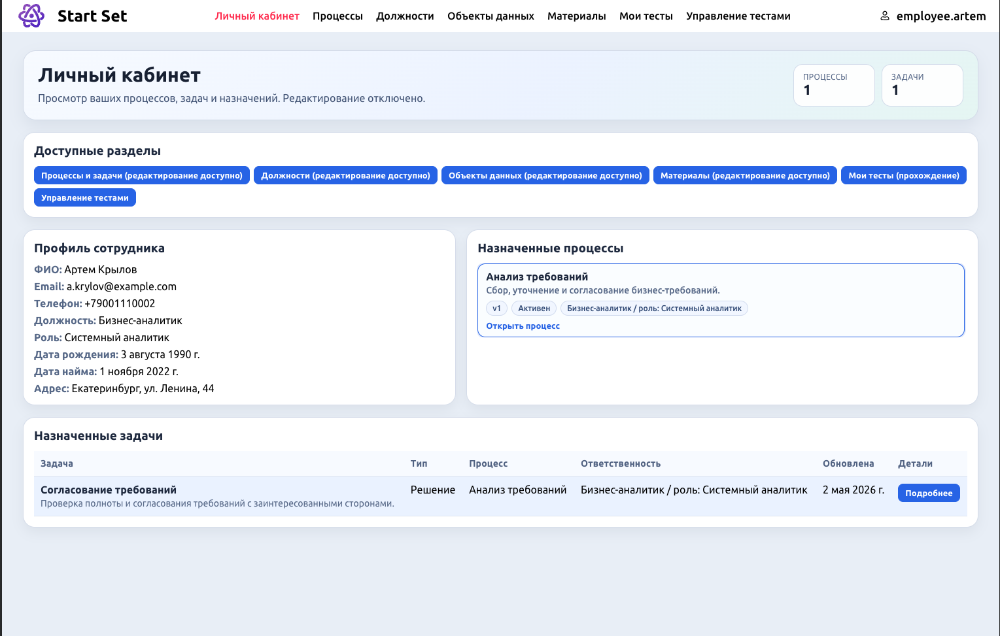 Start Set
Личный кабинет Процессы Должности Объекты данных Материалы Мои тесты Управление тестами
employee.artem
Личный кабинет
Просмотр ваших процессов, задач и назначений. Редактирование отключено.
ПРОЦЕССЫ
1
ЗАДАЧИ
1
Доступные разделы
Процессы и задачи (редактирование доступно) Должности (редактирование доступно) Объекты данных (редактирование доступно) Материалы (редактирование доступно) Мои тесты (прохождение)
Управление тестами
Профиль сотрудника
ФИО: Артем Крылов
Email: a.krylov@example.com
Телефон: +79001110002
Должность: Бизнес-аналитик
Роль: Системный аналитик
Дата рождения: 3 августа 1990 г.
Дата найма: 1 ноября 2022 г.
Адрес: Екатеринбург, ул. Ленина, 44
Назначенные процессы
Анализ требований
Сбор, уточнение и согласование бизнес-требований.
v1 Активен Бизнес-аналитик / роль: Системный аналитик
Открыть процесс
Назначенные задачи
Задача Тип Процесс Ответственность Обновлена Детали
Согласование требований Решение Анализ требований Бизнес-аналитик / роль: Системный аналитик 2 мая 2026 г. Подробнее
Проверка полноты и согласования требований с заинтересованными сторонами.